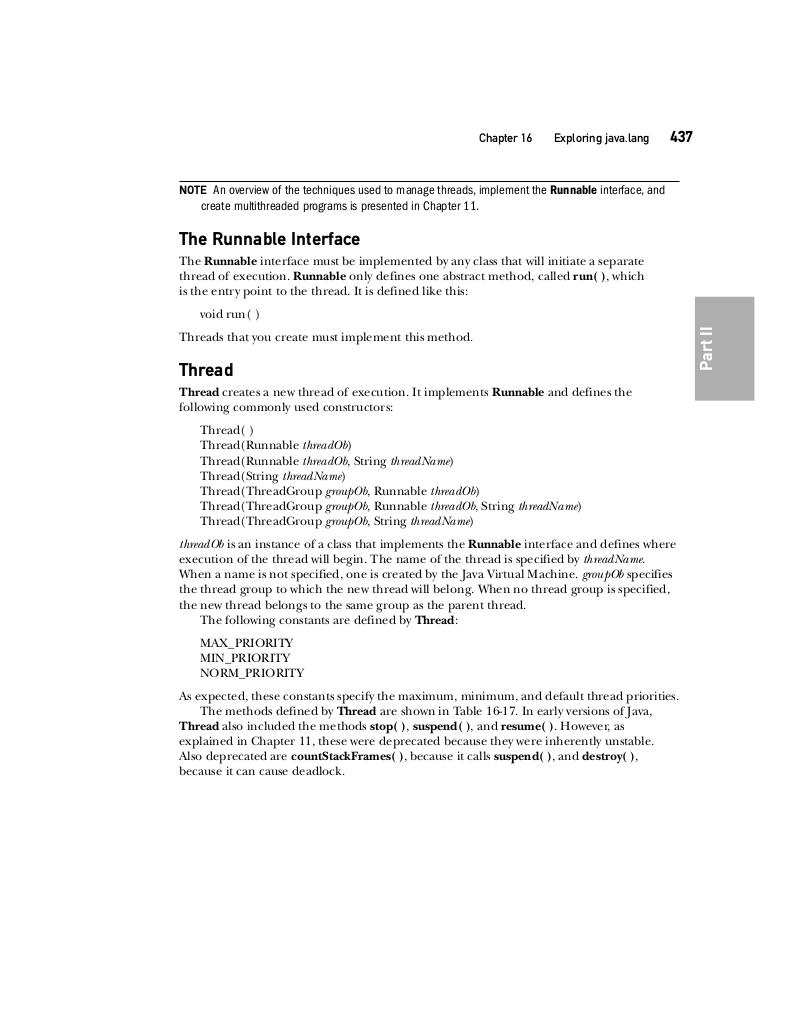 Chapter 16 Exploring java.lang 437
NOTE An overview of the techniques used to manage threads, implement the Runnable interface, and
create multithreaded programs is presented in Chapter 11.
The Runnable Interface
The Runnable interface must be implemented by any class that will initiate a separate
thread of execution. Runnable only defines one abstract method, called run( ), which
is the entry point to the thread. It is defined like this:
void run( )
Threads that you create must implement this method.
Part II
Thread
Thread creates a new thread of execution. It implements Runnable and defines the
following commonly used constructors:
Thread( )
Thread(Runnable threadOb)
Thread(Runnable threadOb, String threadName)
Thread(String threadName)
Thread(ThreadGroup groupOb, Runnable threadOb)
Thread(ThreadGroup groupOb, Runnable threadOb, String threadName)
Thread(ThreadGroup groupOb, String threadName)
threadOb is an instance of a class that implements the Runnable interface and defines where
execution of the thread will begin. The name of the thread is specified by threadName.
When a name is not specified, one is created by the Java Virtual Machine. groupOb specifies
the thread group to which the new thread will belong. When no thread group is specified,
the new thread belongs to the same group as the parent thread.
The following constants are defined by Thread:
MAX_PRIORITY
MIN_PRIORITY
NORM_PRIORITY
As expected, these constants specify the maximum, minimum, and default thread priorities.
The methods defined by Thread are shown in Table 16-17. In early versions of Java,
Thread also included the methods stop( ), suspend( ), and resume( ). However, as
explained in Chapter 11, these were deprecated because they were inherently unstable.
Also deprecated are countStackFrames( ), because it calls suspend( ), and destroy( ),
because it can cause deadlock.